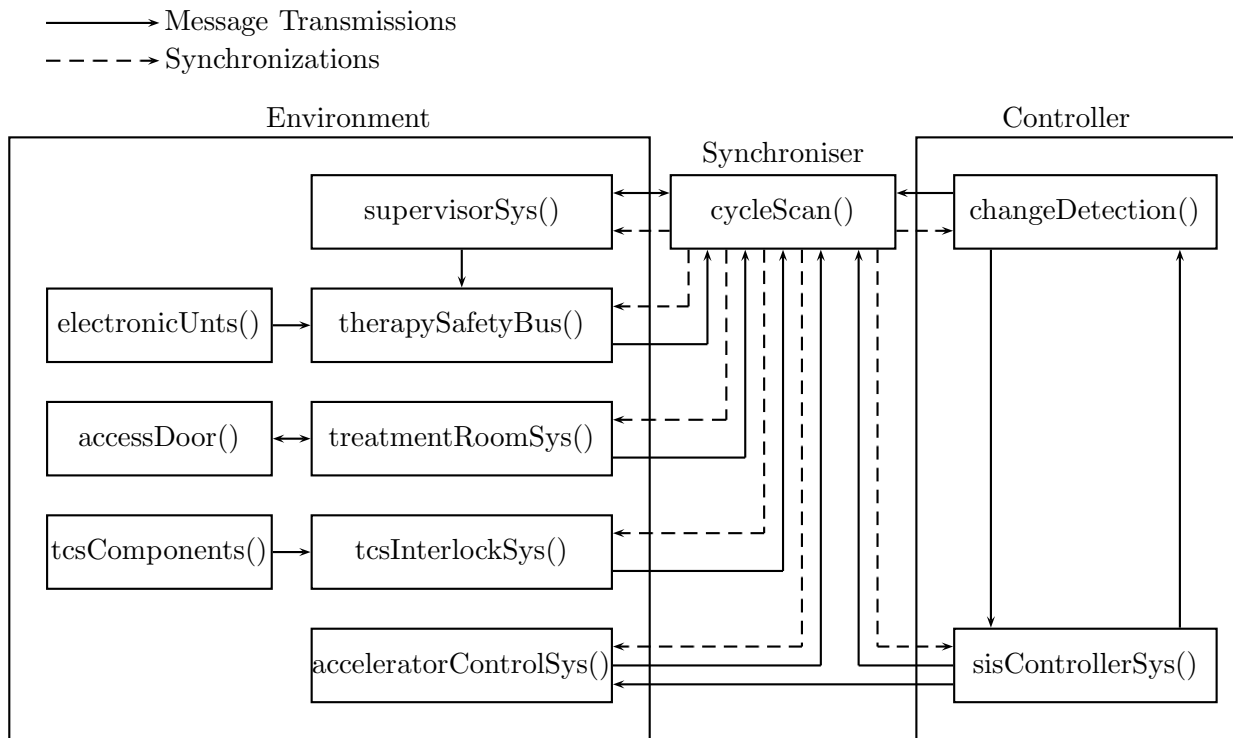 Message Transmissions
Synchronizations
Environment
Controller
Synchroniser
supervisorSys()
cycleScan()
changeDetection()
electronicUnts()
therapySafetyBus()
accessDoor()
treatmentRoomSys()
tcsComponents()
tcsInterlockSys()
acceleratorControlSys()
sisControllerSys()